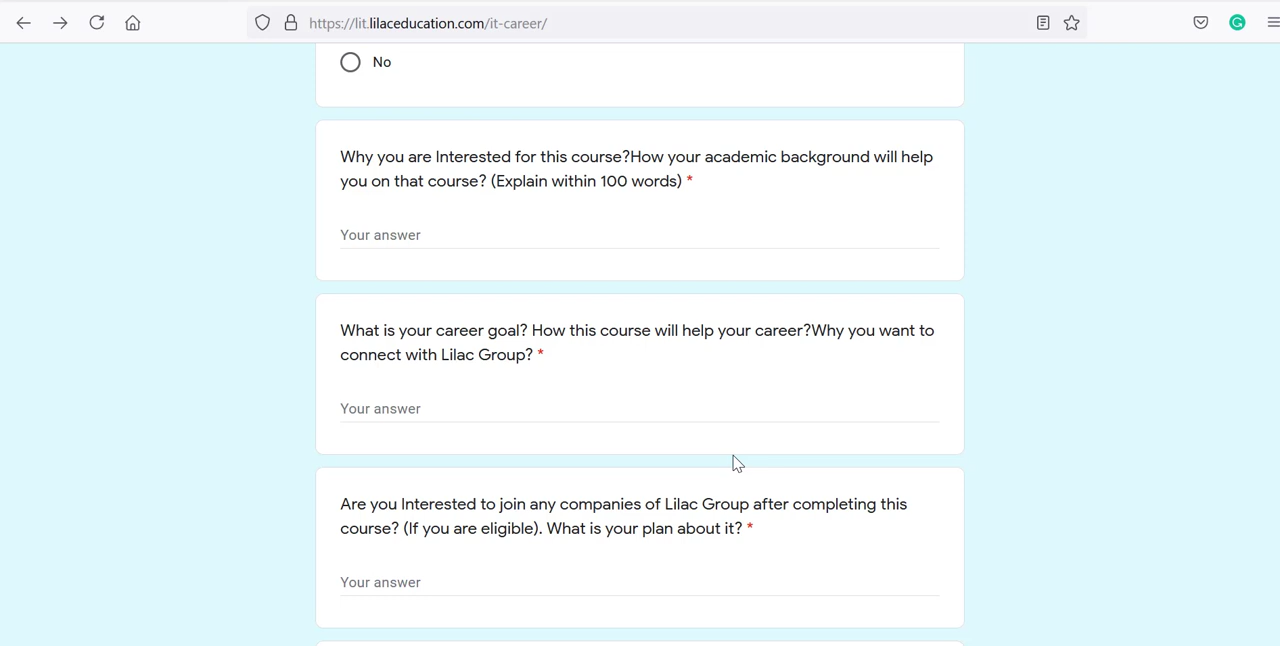 https://lit.lilaceducation.com/it-career/
No
Why you are Interested for this course?How your academic background will help
you on that course? (Explain within 100 words) *
Your answer
What is your career goal? How this course will help your career?Why you want to
connect with Lilac Group? *
Your answer
Are you Interested to join any companies of Lilac Group after completing this
course? (If you are eligible). What is your plan about it? *
Your answer